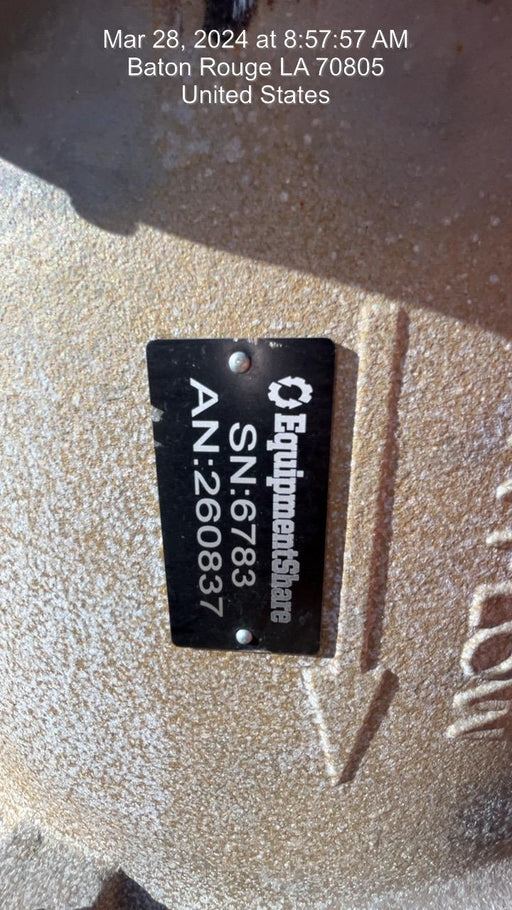 Mar 28, 2024 at 8:57:57 AM
Baton Rouge LA 70805
United States
EquipmentShare
SN:6783
AN:260837